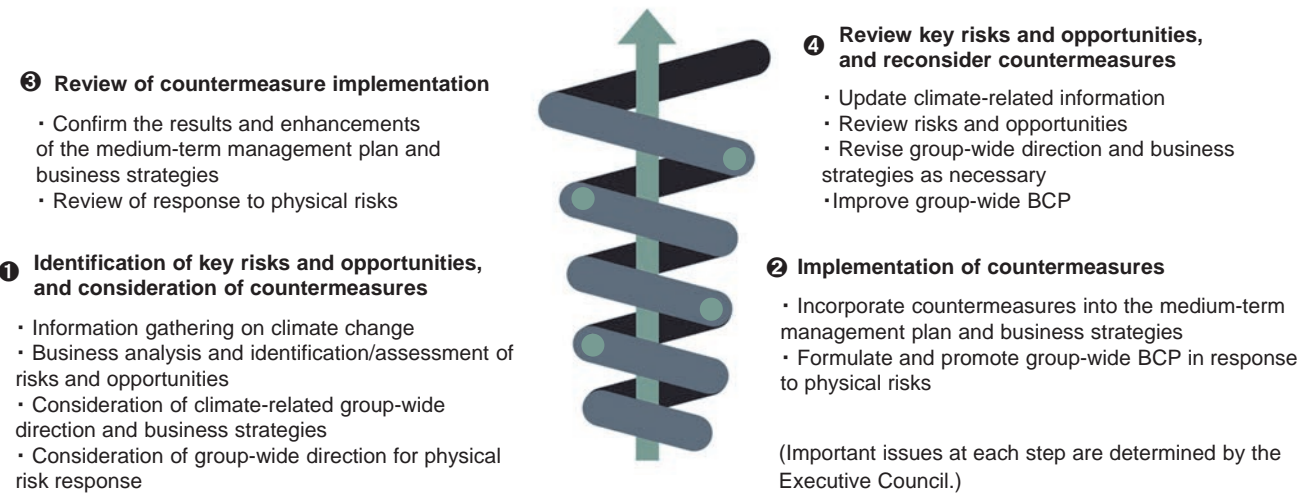 ❶ Identification of key risks and opportunities,
and consideration of countermeasures
・Information gathering on climate change
・Business analysis and identification/assessment of
risks and opportunities
・Consideration of climate-related group-wide
direction and business strategies
・Consideration of group-wide direction for physical
risk response
❷ Implementation of countermeasures
・Incorporate countermeasures into the medium-term
management plan and business strategies
・Formulate and promote group-wide BCP in response
to physical risks
❸ Review of countermeasure implementation
・Confirm the results and enhancements
of the medium-term management plan and
business strategies
・Review of response to physical risks
❹ Review key risks and opportunities,
and reconsider countermeasures
・Update climate-related information
・Review risks and opportunities
・Revise group-wide direction and business
strategies as necessary
・Improve group-wide BCP
(Important issues at each step are determined by the
Executive Council.)